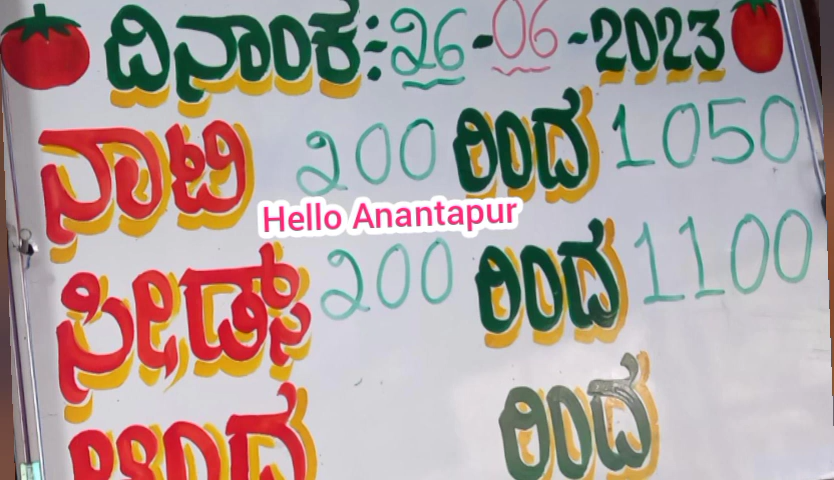 ದಿನಾಂಕ:26-06-2023
ನಾಟಿ 200 ರಿಂದ 1050
Hello Anantapur
ಸೀಡ್ಸ್ 200 ರಿಂದ 1100
ರಿಂದ